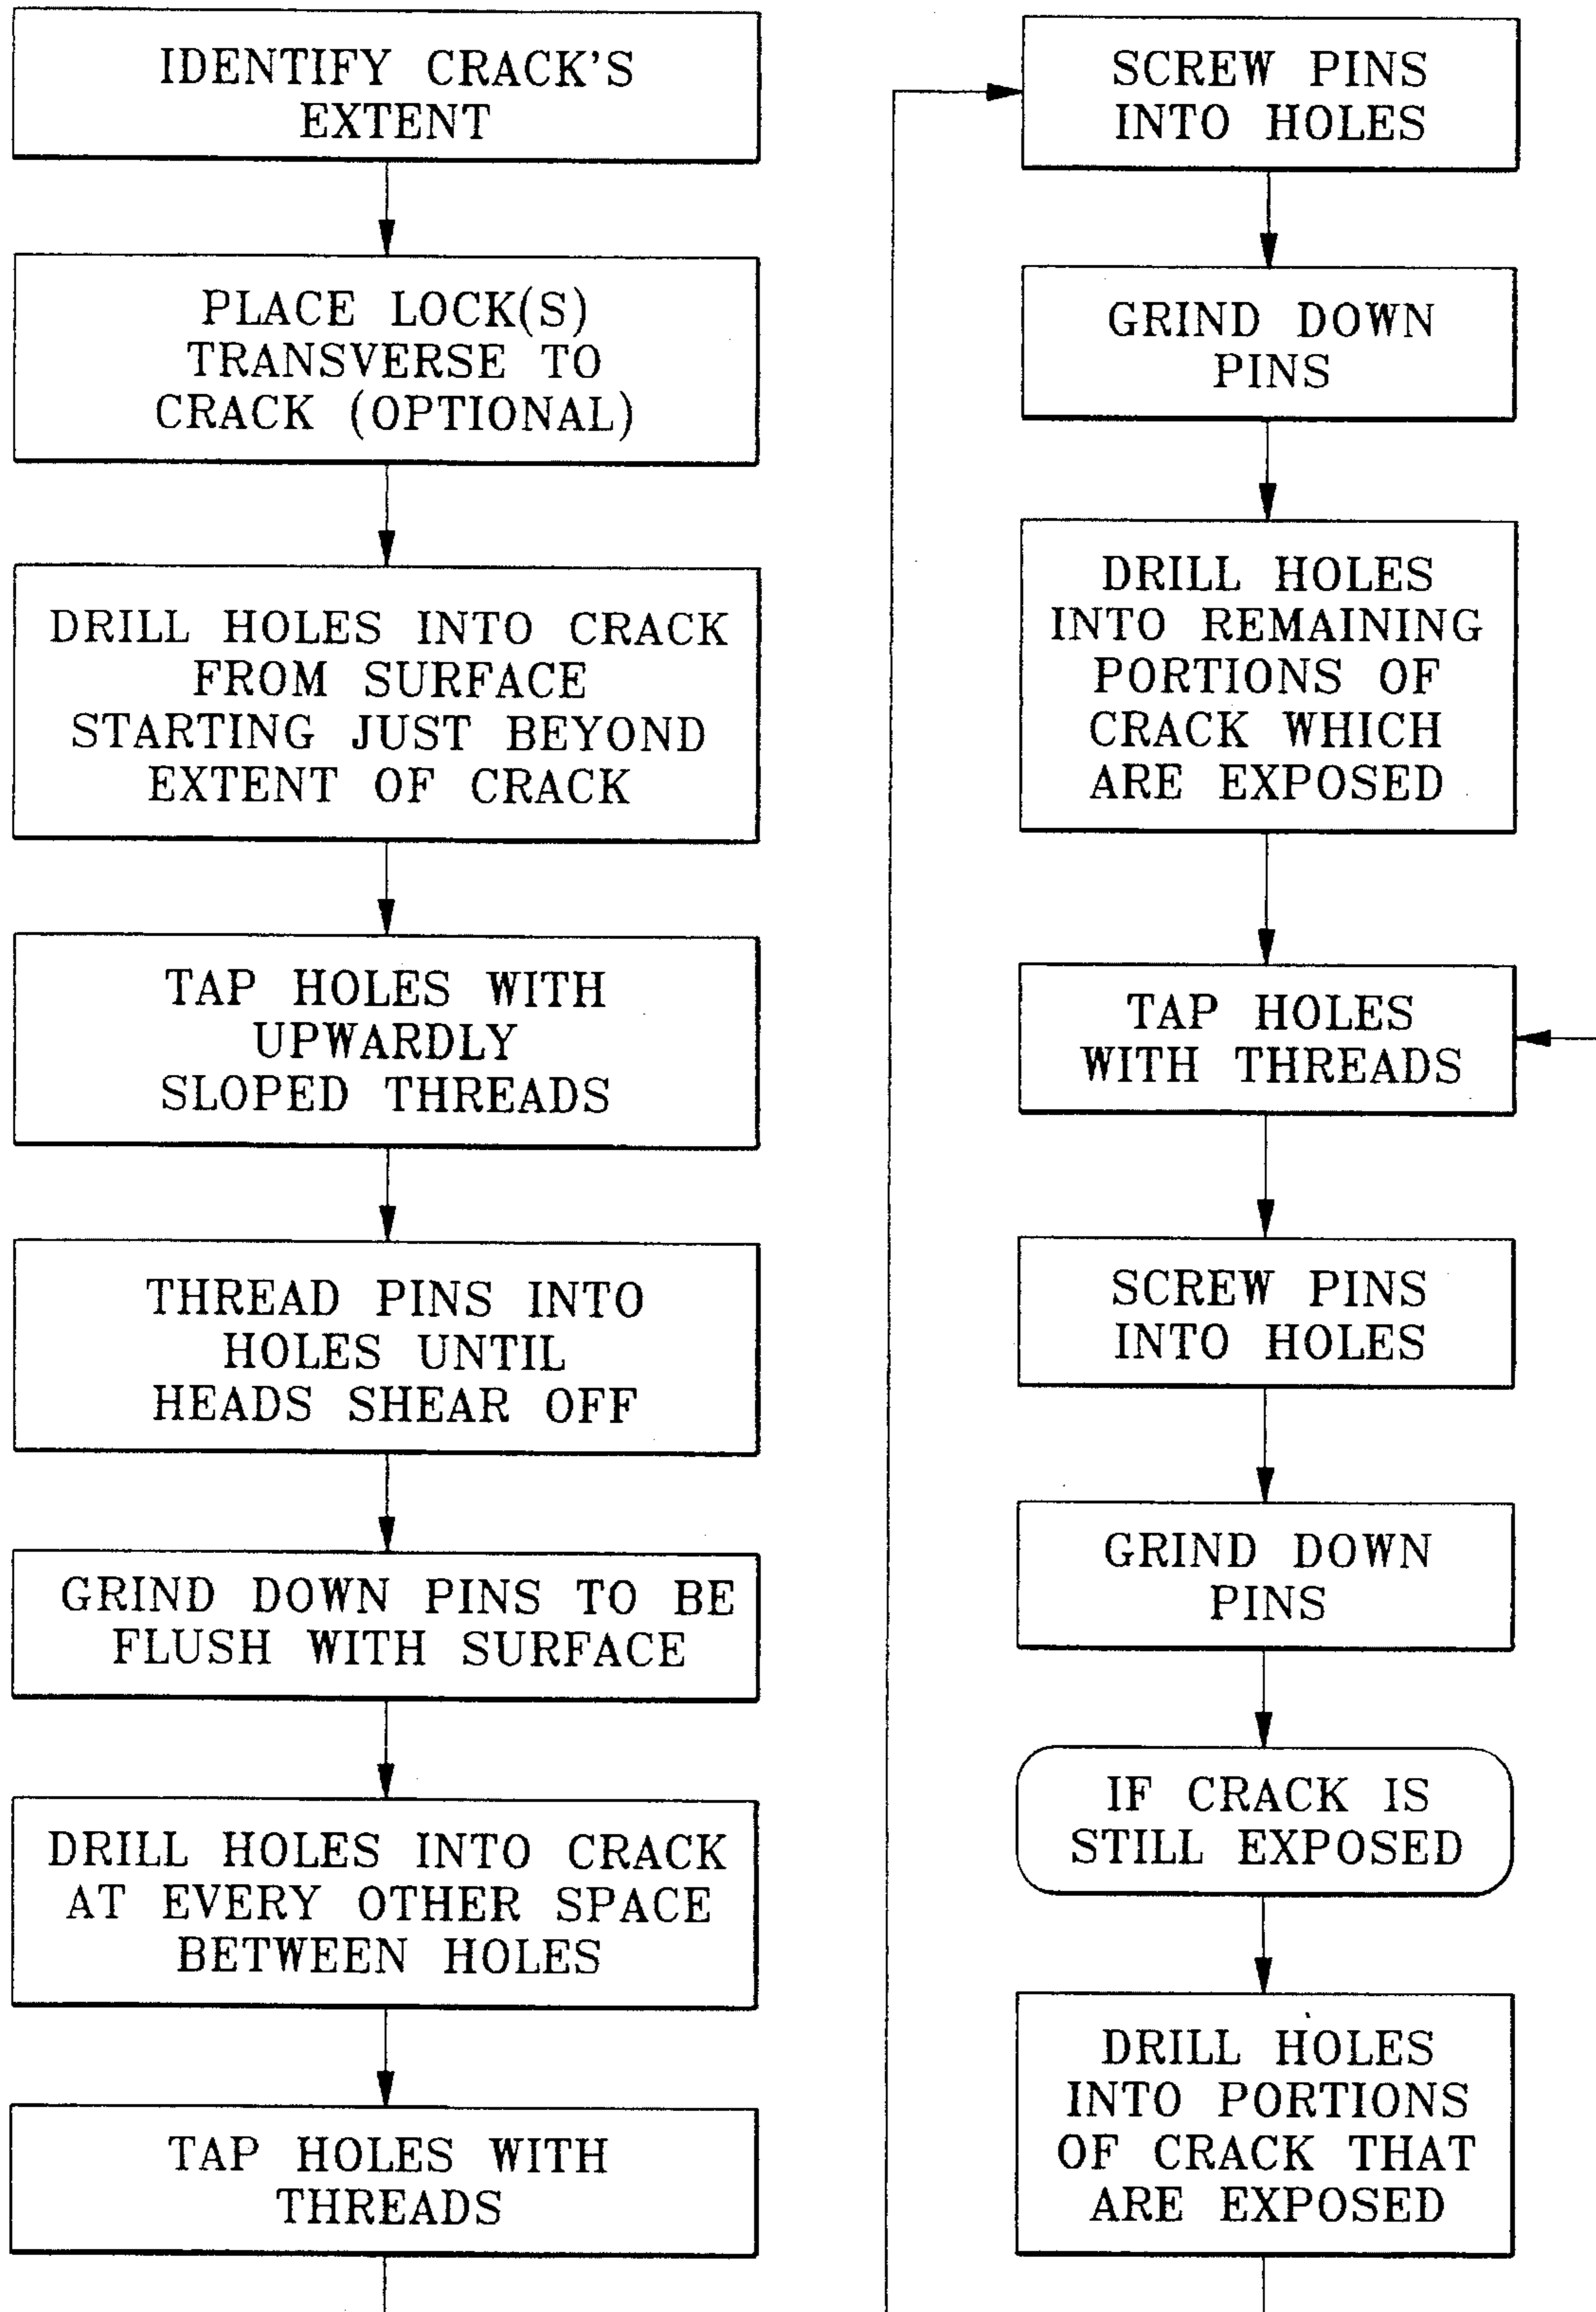 IDENTIFY CRACK'S
EXTENT
PLACE LOCK(S)
TRANSVERSE TO
CRACK (OPTIONAL)
DRILL HOLES INTO CRACK
FROM SURFACE
STARTING JUST BEYOND
EXTENT OF CRACK
TAP HOLES WITH
UPWARDLY
SLOPED THREADS
THREAD PINS INTO
HOLES UNTIL
HEADS SHEAR OFF
GRIND DOWN PINS TO BE
FLUSH WITH SURFACE
DRILL HOLES INTO CRACK
AT EVERY OTHER SPACE
BETWEEN HOLES
TAP HOLES WITH
THREADS
SCREW PINS
INTO HOLES
GRIND DOWN
PINS
DRILL HOLES
INTO REMAINING
PORTIONS OF
CRACK WHICH
ARE EXPOSED
TAP HOLES
WITH THREADS
SCREW PINS
INTO HOLES
GRIND DOWN
PINS
IF CRACK IS
STILL EXPOSED
DRILL HOLES
INTO PORTIONS
OF CRACK THAT
ARE EXPOSED